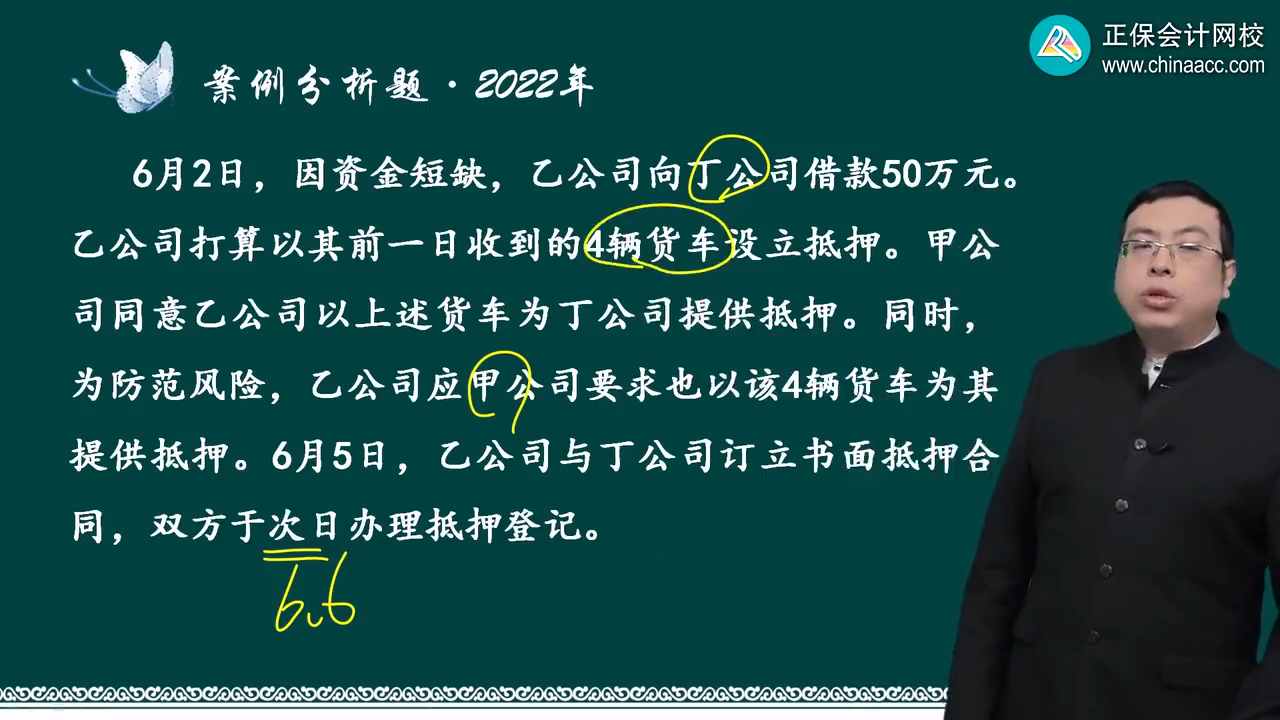 正保会计网校
www.chinaacc.com
案例分析题·2022年
6月2日，因资金短缺，乙公司向丁公司借款50万元。
乙公司打算以其前一日收到的4辆货车设立抵押。甲公
司同意乙公司以上述货车为丁公司提供抵押。同时，
为防范风险，乙公司应甲公司要求也以该4辆货车为其
提供抵押。6月5日，乙公司与丁公司订立书面抵押合
同，双方于次日办理抵押登记。
6.6